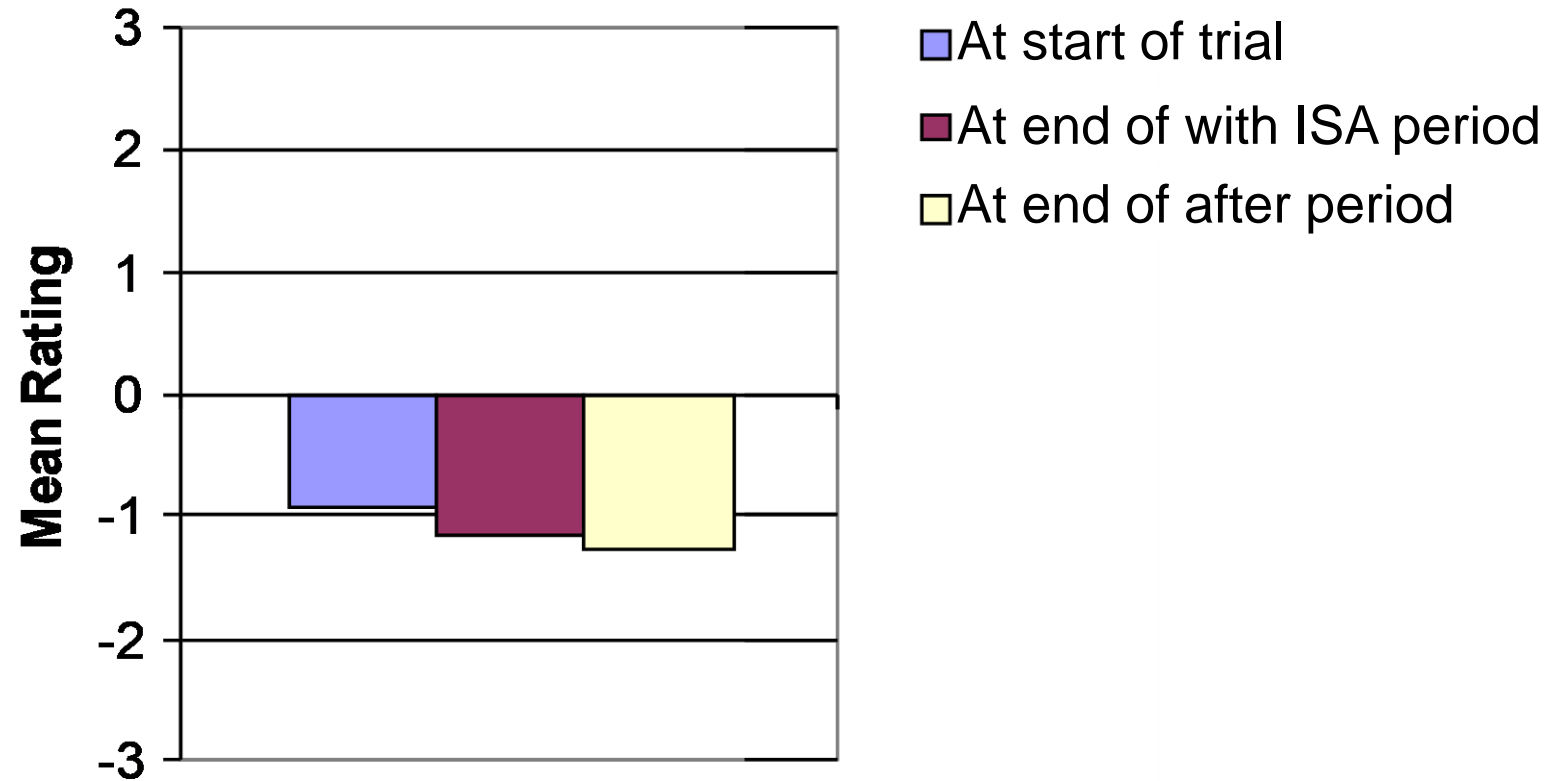 3
2
1
0
-1
-2
-3
Mean Rating
At start of trial
At end of with ISA period
At end of after period